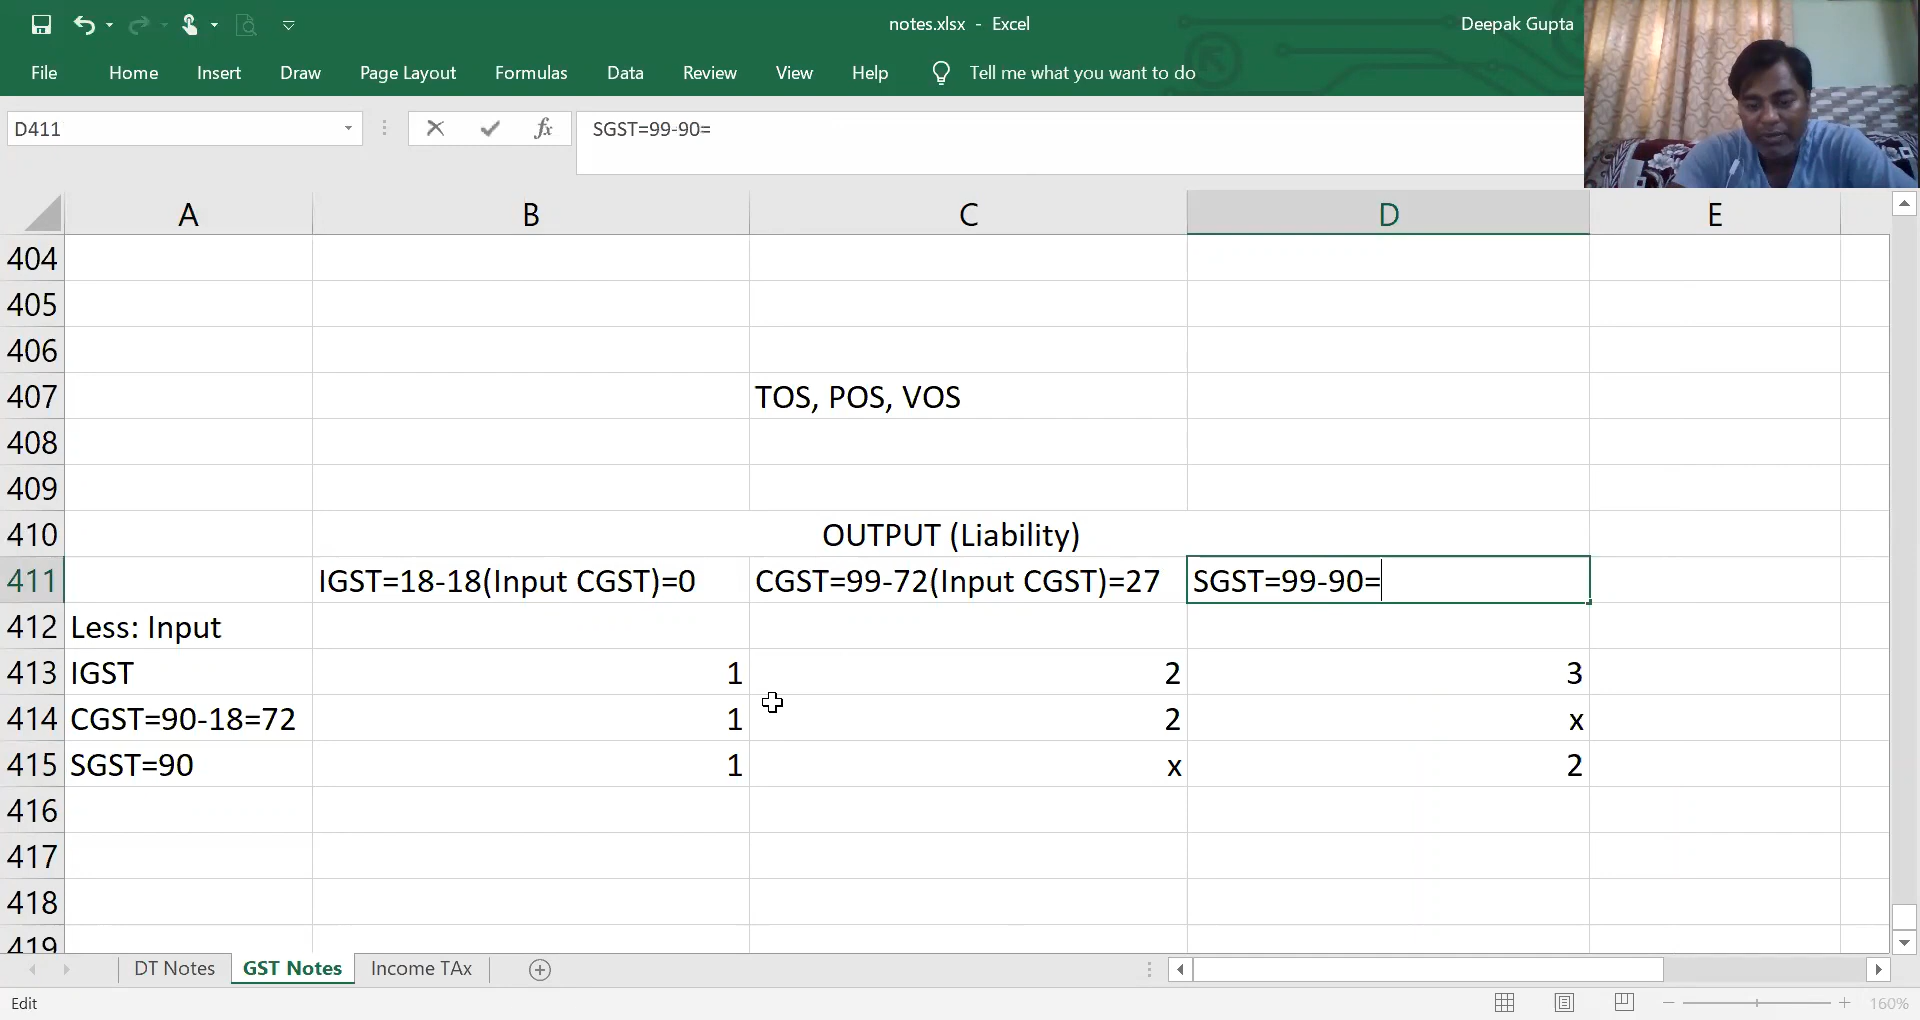 notes.xlsx - Excel
Deepak Gupta
File Home Insert Draw Page Layout Formulas Data Review View Help Tell me what you want to do
D411 fx SGST=99-90=
A B C D E
404
405
406
407 TOS, POS, VOS
408
409
410 OUTPUT (Liability)
411 IGST=18-18(Input CGST)=0 CGST=99-72(Input CGST)=27 SGST=99-90=
412 Less: Input
413 IGST 1 2 3
414 CGST=90-18=72 1 2 x
415 SGST=90 1 x 2
416
417
418
419
DT Notes GST Notes Income TAx
Edit 160%